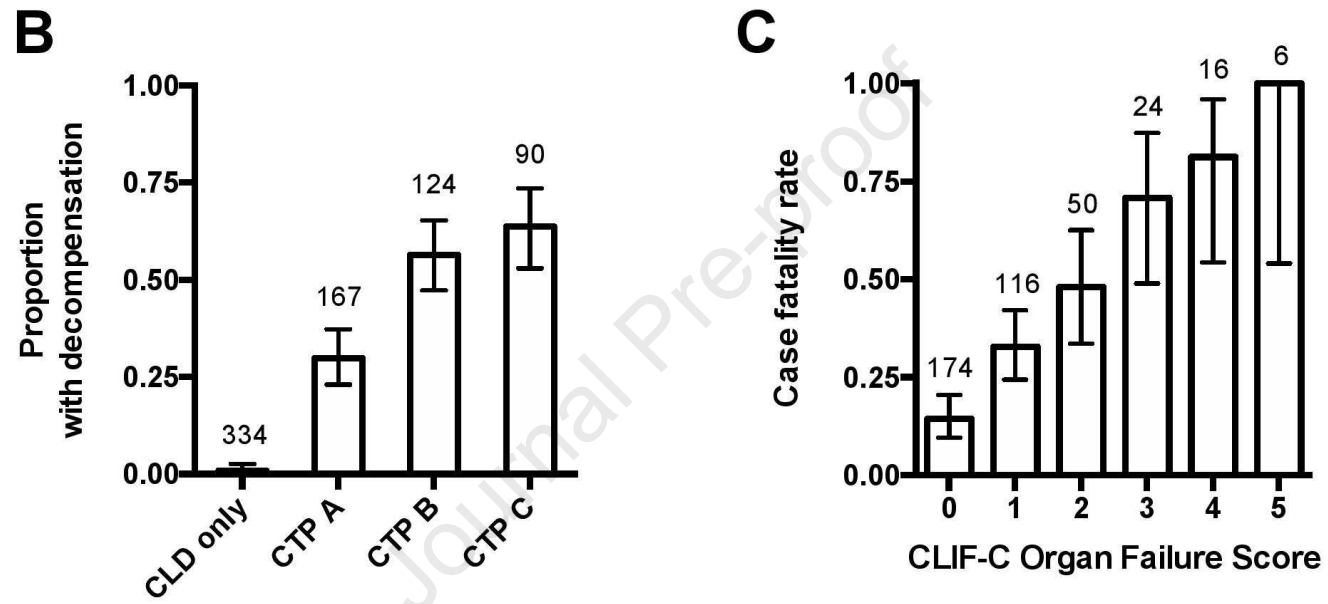 B
Proportion
with decompensation
1.00
0.75
0.50
0.25
0.00
334
167
124
90
CLD only
CTP A
CTP B
CTP C
C
Case fatality rate
1.00
0.75
0.50
0.25
0.00
174
116
50
24
16
6
0
1
2
3
4
5
CLIF-C Organ Failure Score
Journal Pre-proof